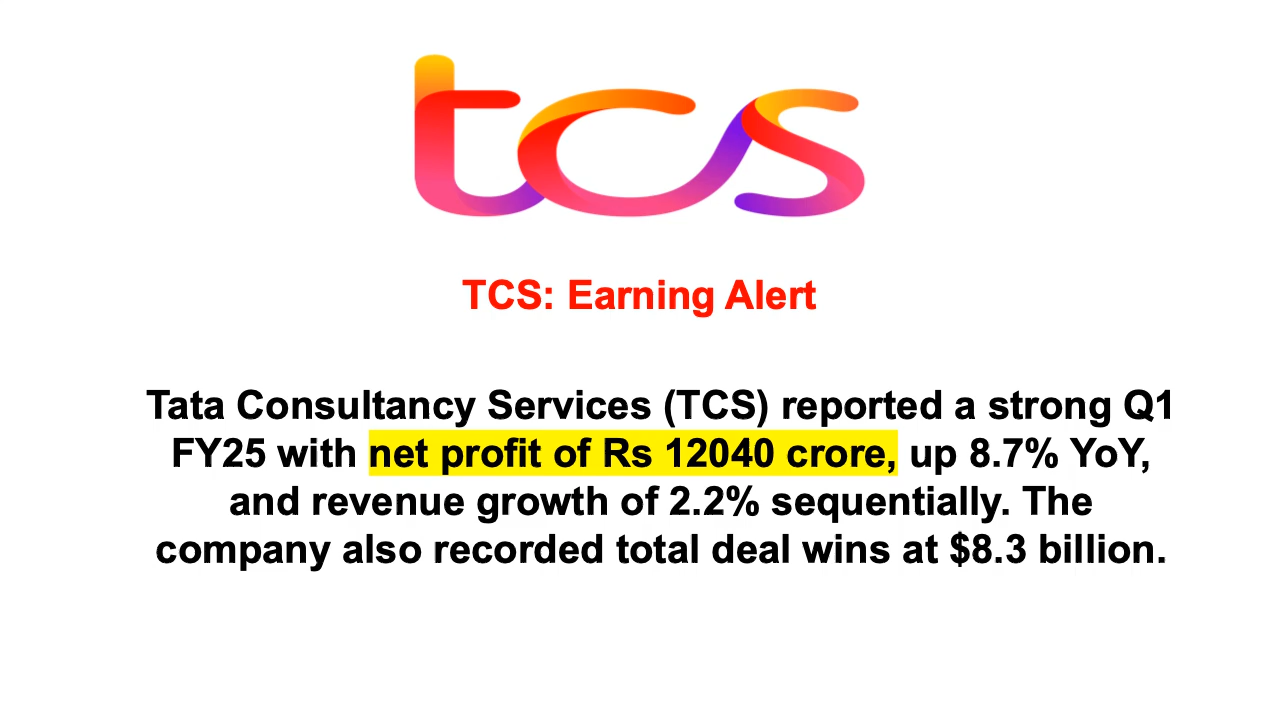 tcs
TCS: Earning Alert
Tata Consultancy Services (TCS) reported a strong Q1
FY25 with net profit of Rs 12040 crore, up 8.7% YoY,
and revenue growth of 2.2% sequentially. The
company also recorded total deal wins at $8.3 billion.